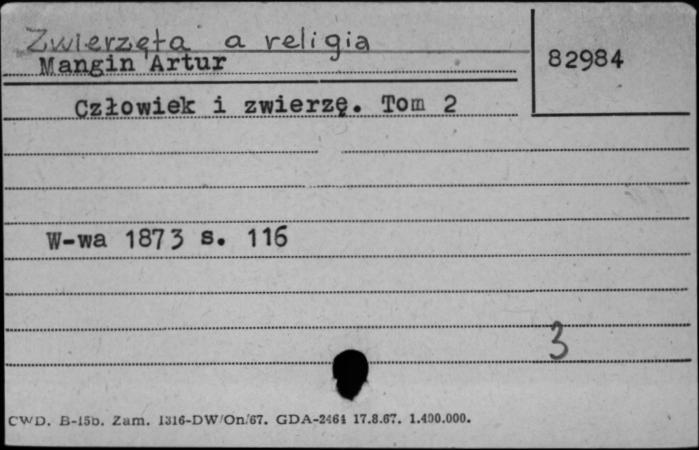 Zwierzęta a religia
Mangin Artur
82984
Człowiek i zwierzę. Tom 2
W-wa 1873 s. 116
3
CWD. B-15b. Zam. 1316-DW/On/67. GDA-2464 17.8.67. 1.400.000.